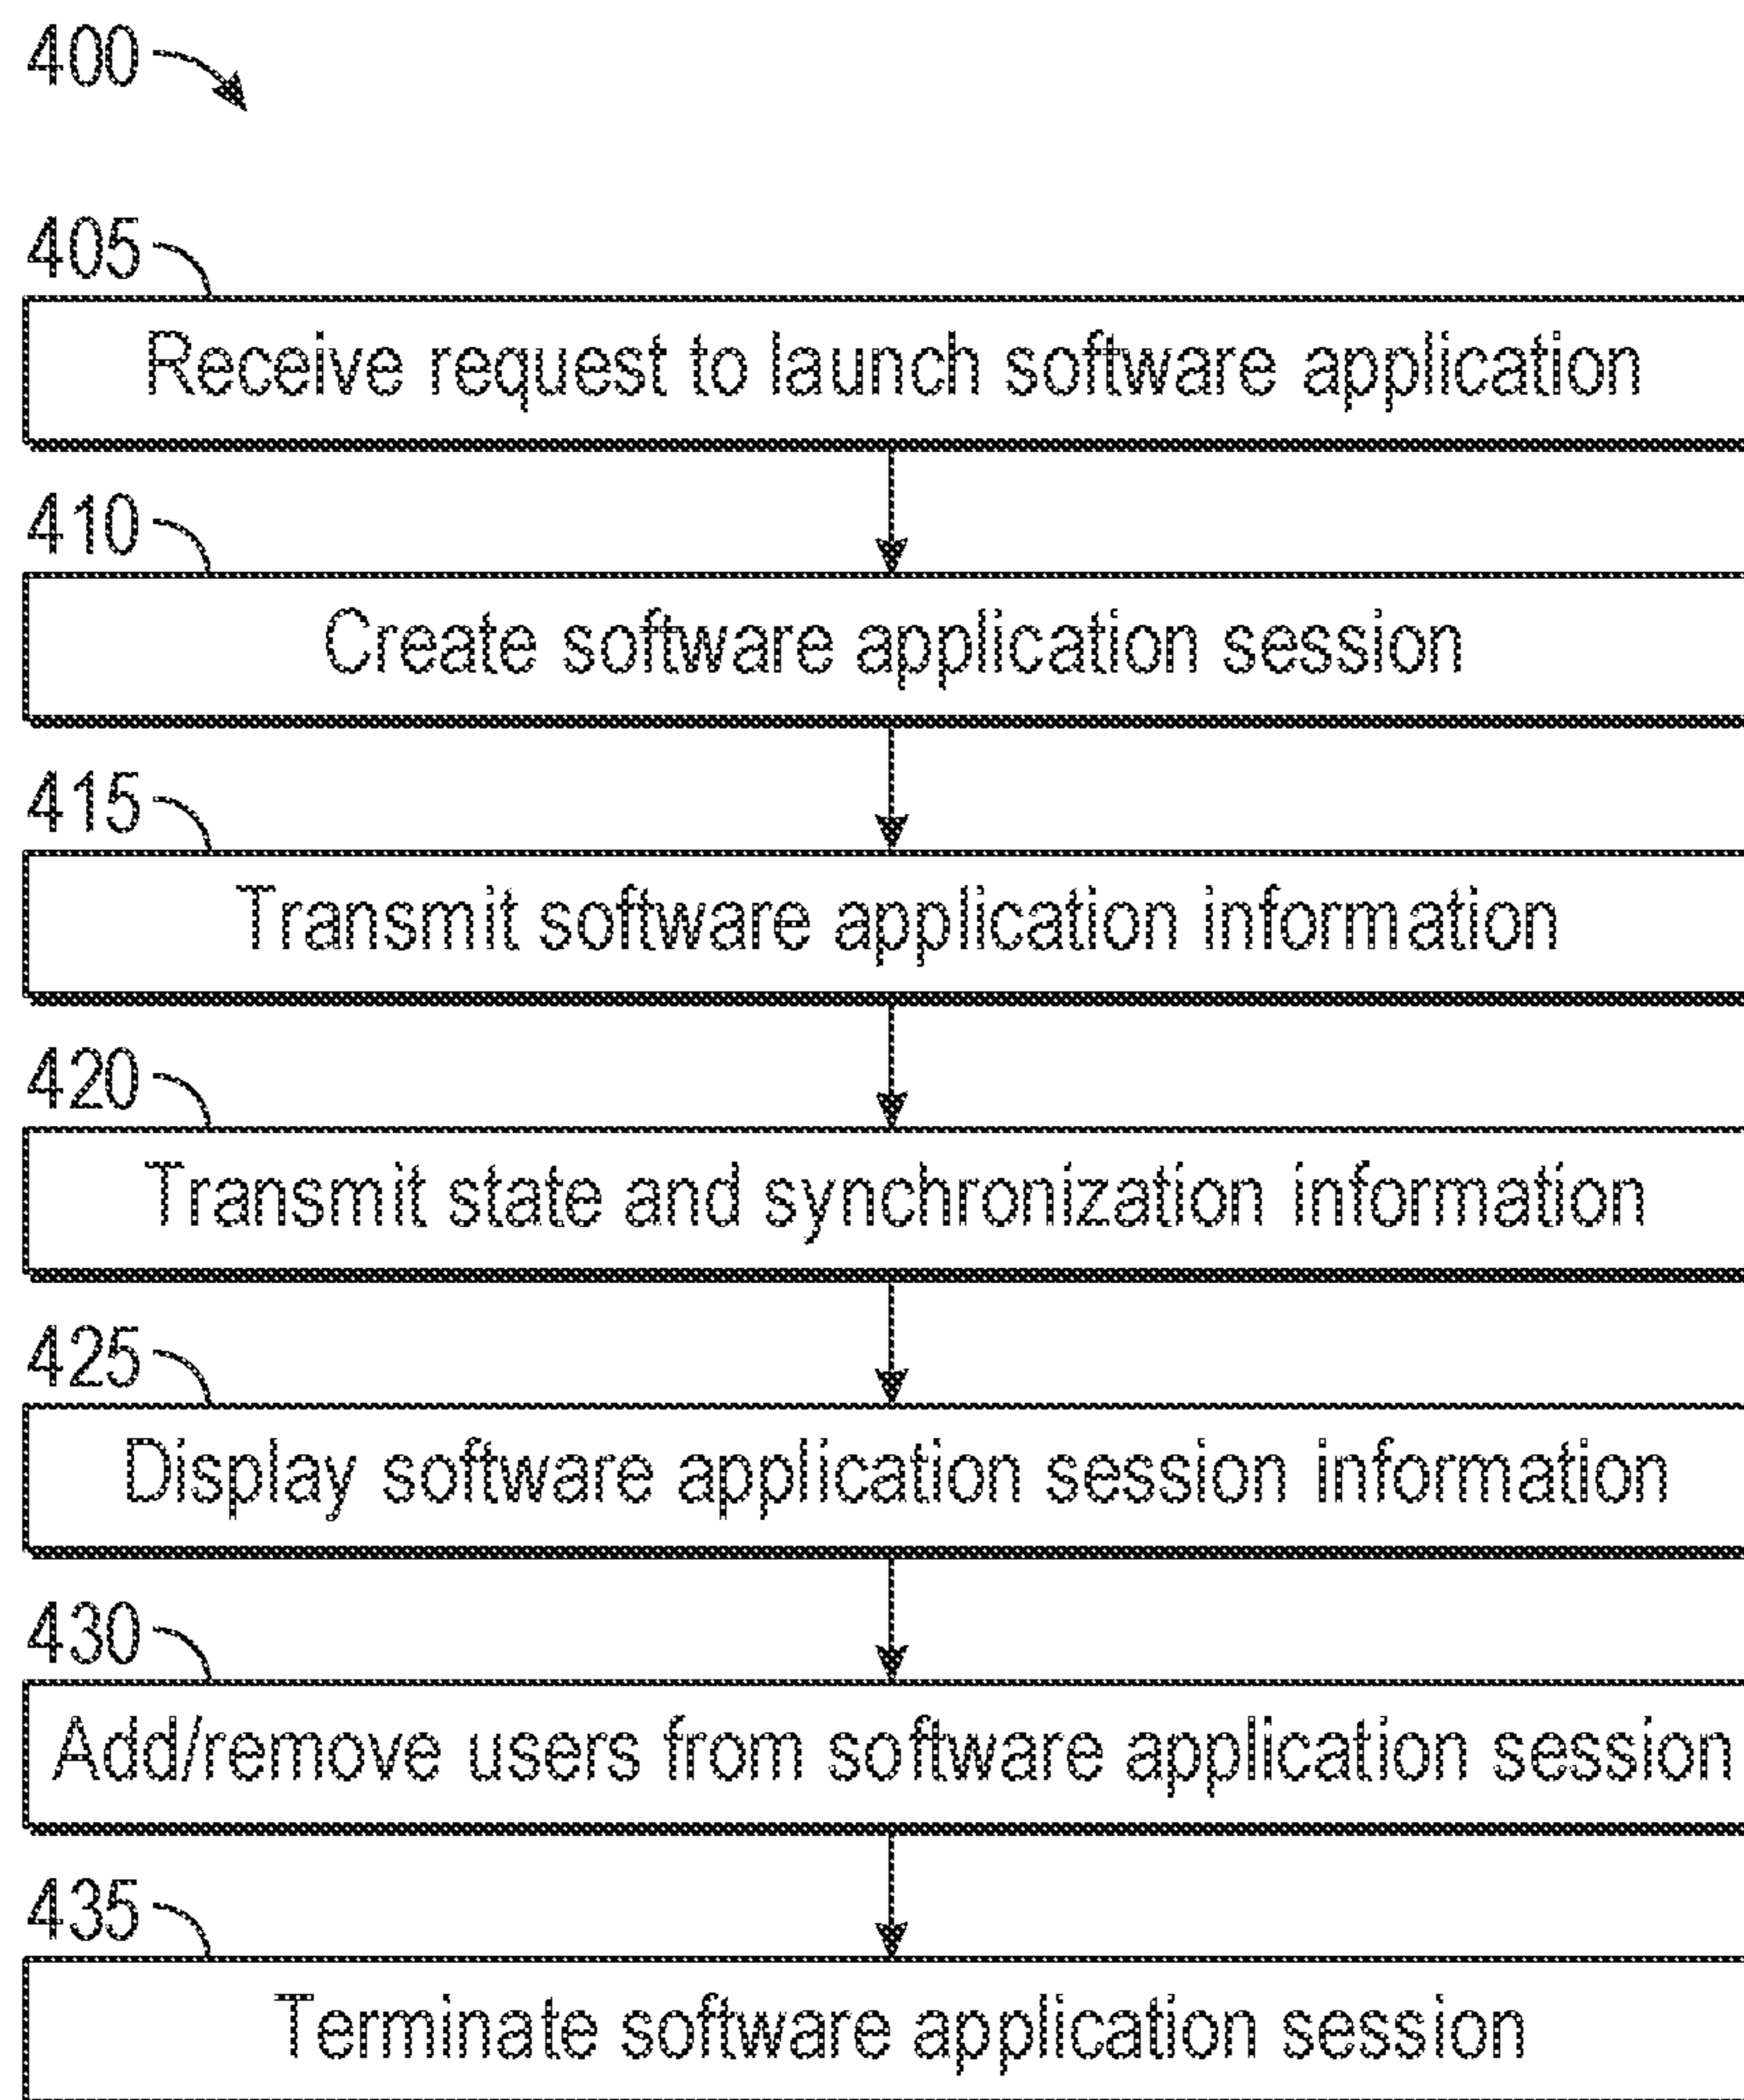 400
405
Receive request to launch software application
410
Create software application session
415
Transmit software application information
420
Transmit state and synchronization information
425
Display software application session information
430
Add/remove users from software application session
435
Terminate software application session